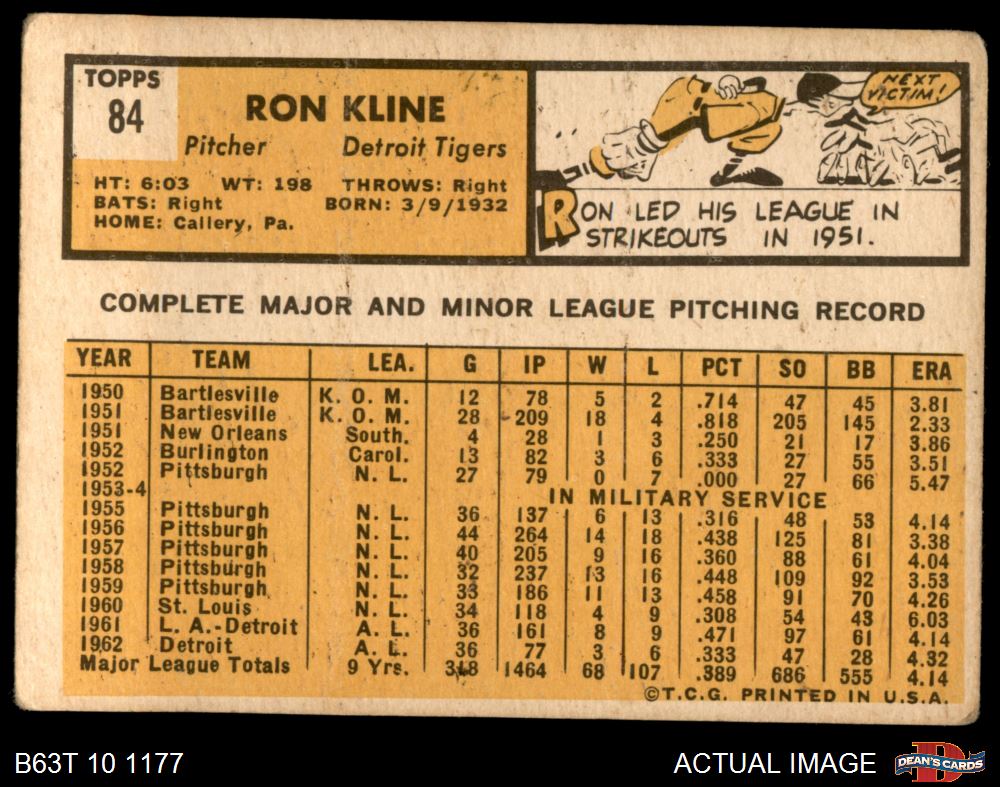 TOPPS
84
RON KLINE
Pitcher Detroit Tigers
HT: 6:03 WT: 198 THROWS: Right
BATS: Right BORN: 3/9/1932
HOME: Callery, Pa.
NEXT
VICTIM!
RON LED HIS LEAGUE IN
STRIKEOUTS IN 1951.
COMPLETE MAJOR AND MINOR LEAGUE PITCHING RECORD
YEAR TEAM LEA. G IP W L PCT SO BB ERA
1950 Bartlesville K. O. M. 12 78 5 2 .714 47 45 3.81
1951 Bartlesville K. O. M. 28 209 18 4 .818 205 145 2.33
1951 New Orleans South. 4 28 1 3 .250 21 17 3.86
1952 Burlington Carol. 13 82 3 6 .333 27 55 3.51
1952 Pittsburgh N. L. 27 79 0 7 .000 27 66 5.47
1953-4 IN MILITARY SERVICE
1955 Pittsburgh N. L. 36 137 6 13 .316 48 53 4.14
1956 Pittsburgh N. L. 44 264 14 18 .438 125 81 3.38
1957 Pittsburgh N. L. 40 205 9 16 .360 88 61 4.04
1958 Pittsburgh N. L. 32 237 13 16 .448 109 92 3.53
1959 Pittsburgh N. L. 33 186 11 13 .458 91 70 4.26
1960 St. Louis N. L. 34 118 4 9 .308 54 43 6.03
1961 L. A.-Detroit A. L. 36 161 8 9 .471 97 61 4.14
1962 Detroit A. L. 36 77 3 6 .333 47 28 4.32
Major League Totals 9 Yrs. 318 1464 68 107 .389 686 555 4.14
©T.C.G. PRINTED IN U.S.A.
B63T 10 1177 ACTUAL IMAGE
DEAN'S CARDS